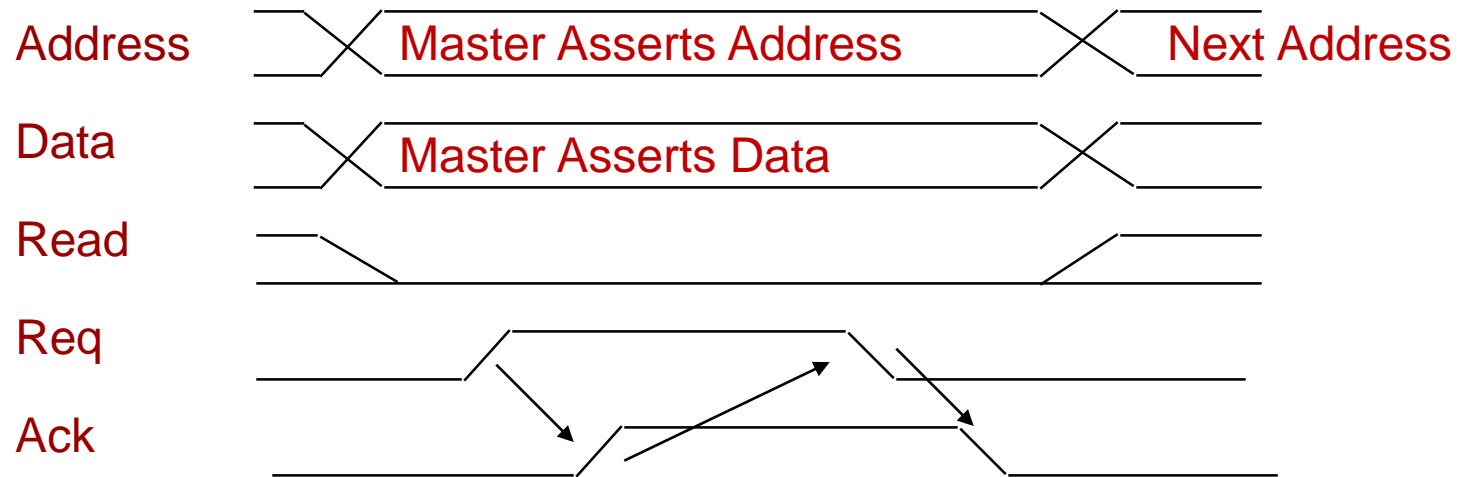 Address Master Asserts Address Next Address
Data Master Asserts Data
Read
Req
Ack